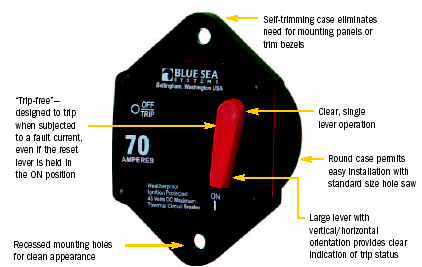 Self-trimming case eliminates
need for mounting panels or
trim bezels
BLUE SEA
SYSTEMS
Bellingham, Washington USA
OFF
TRIP
"Trip-free"–
designed to trip
when subjected
to a fault current,
even if the reset
lever is held in
the ON position
Clear, single
lever operation
70
AMPERES
Round case permits
easy installation with
standard size hole saw
Weatherproof
Ignition Protected
42 Volts DC Maximum
Thermal Circuit Breaker
ON
Large lever with
vertical/horizontal
orientation provides clear
indication of trip status
Recessed mounting holes
for clean appearance